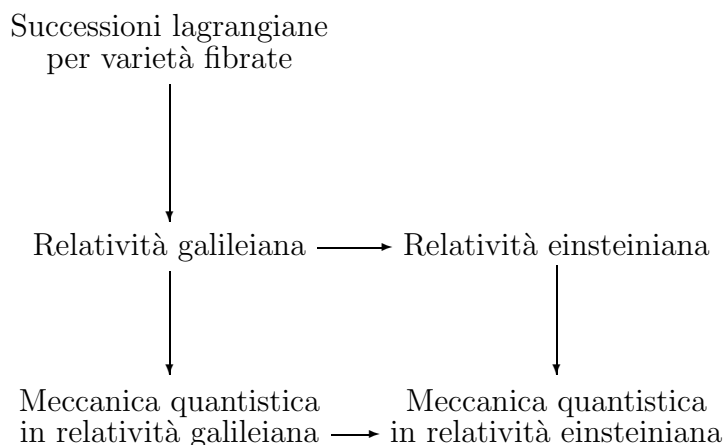 Successioni lagrangiane
per varietà fibrate
Relatività galileiana
Relatività einsteiniana
Meccanica quantistica
in relatività galileiana
Meccanica quantistica
in relatività einsteiniana